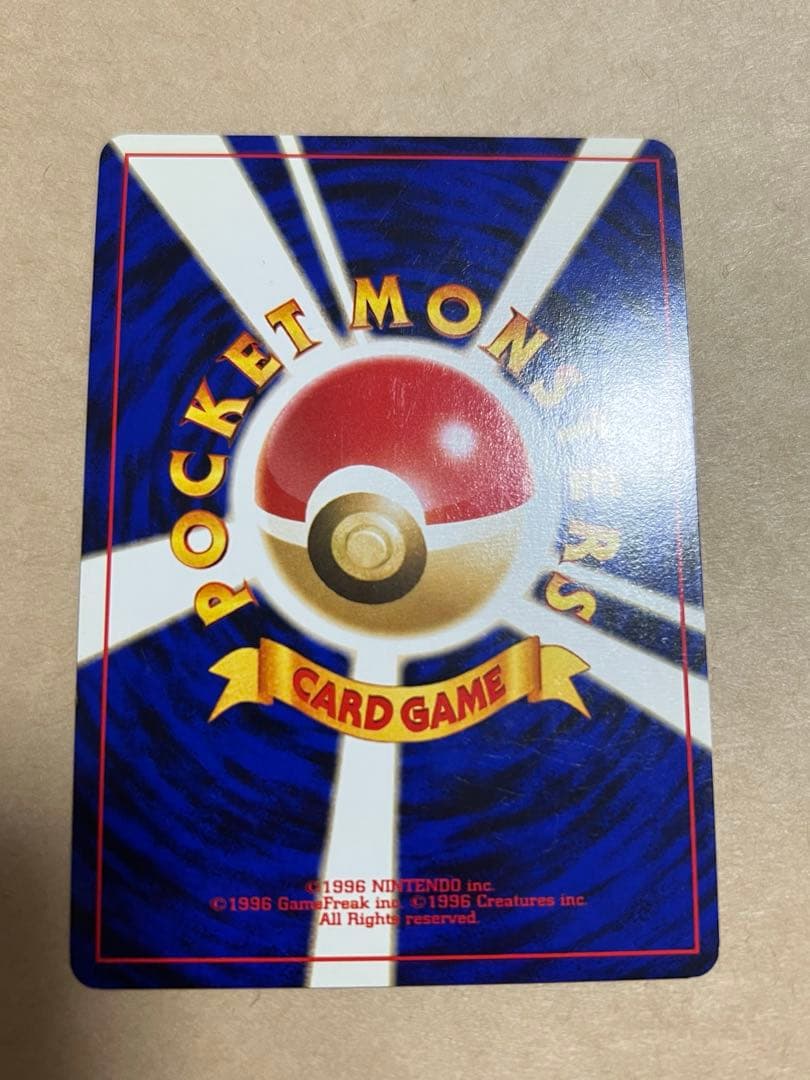 POCKET MONSTERS
CARD GAME
©1996 NINTENDO inc.
©1996 GameFreak inc. ©1996 Creatures inc.
All Rights reserved.